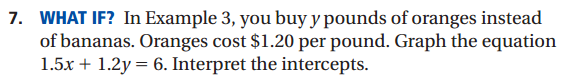 7. WHAT IF? In Example 3, you buy y pounds of oranges instead
of bananas. Oranges cost $1.20 per pound. Graph the equation
1.5x + 1.2y = 6. Interpret the intercepts.